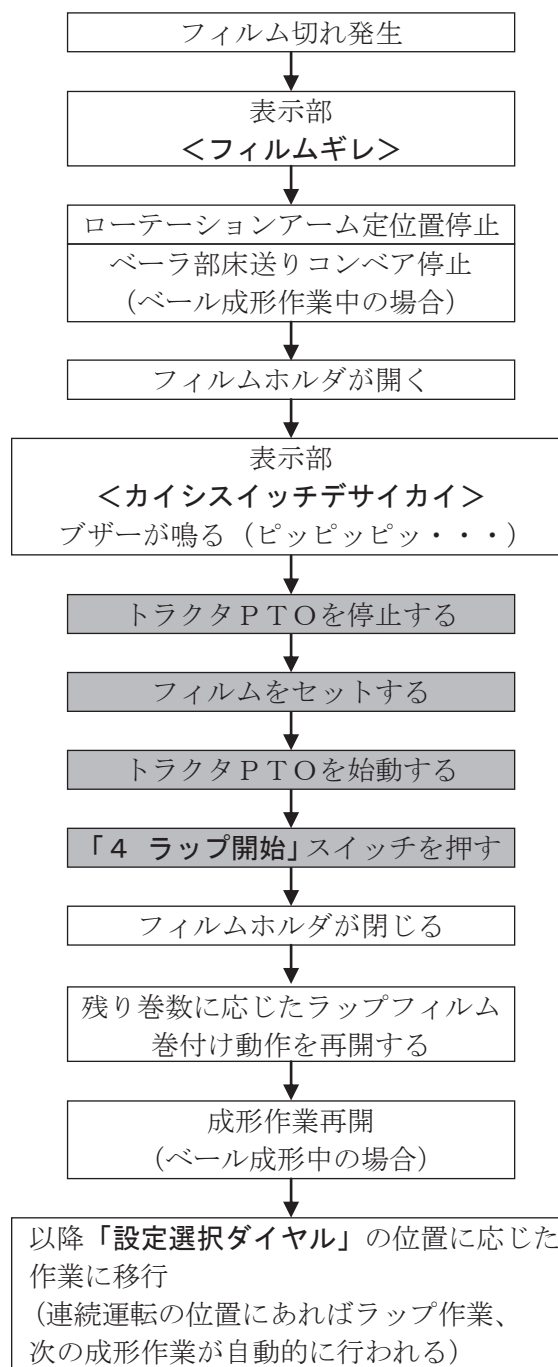 フィルム切れ発生
表示部
＜フィルムギレ＞
ローテーションアーム定位置停止
ベーラ部床送りコンベア停止
（ベール成形作業中の場合）
フィルムホルダが開く
表示部
＜カイシスイッチデサイカイ＞
ブザーが鳴る（ピッピッピッ・・・）
トラクタＰＴＯを停止する
フィルムをセットする
トラクタＰＴＯを始動する
「４ ラップ開始」スイッチを押す
フィルムホルダが閉じる
残り巻数に応じたラップフィルム
巻付け動作を再開する
成形作業再開
（ベール成形中の場合）
以降「設定選択ダイヤル」の位置に応じた
作業に移行
（連続運転の位置にあればラップ作業、
次の成形作業が自動的に行われる）